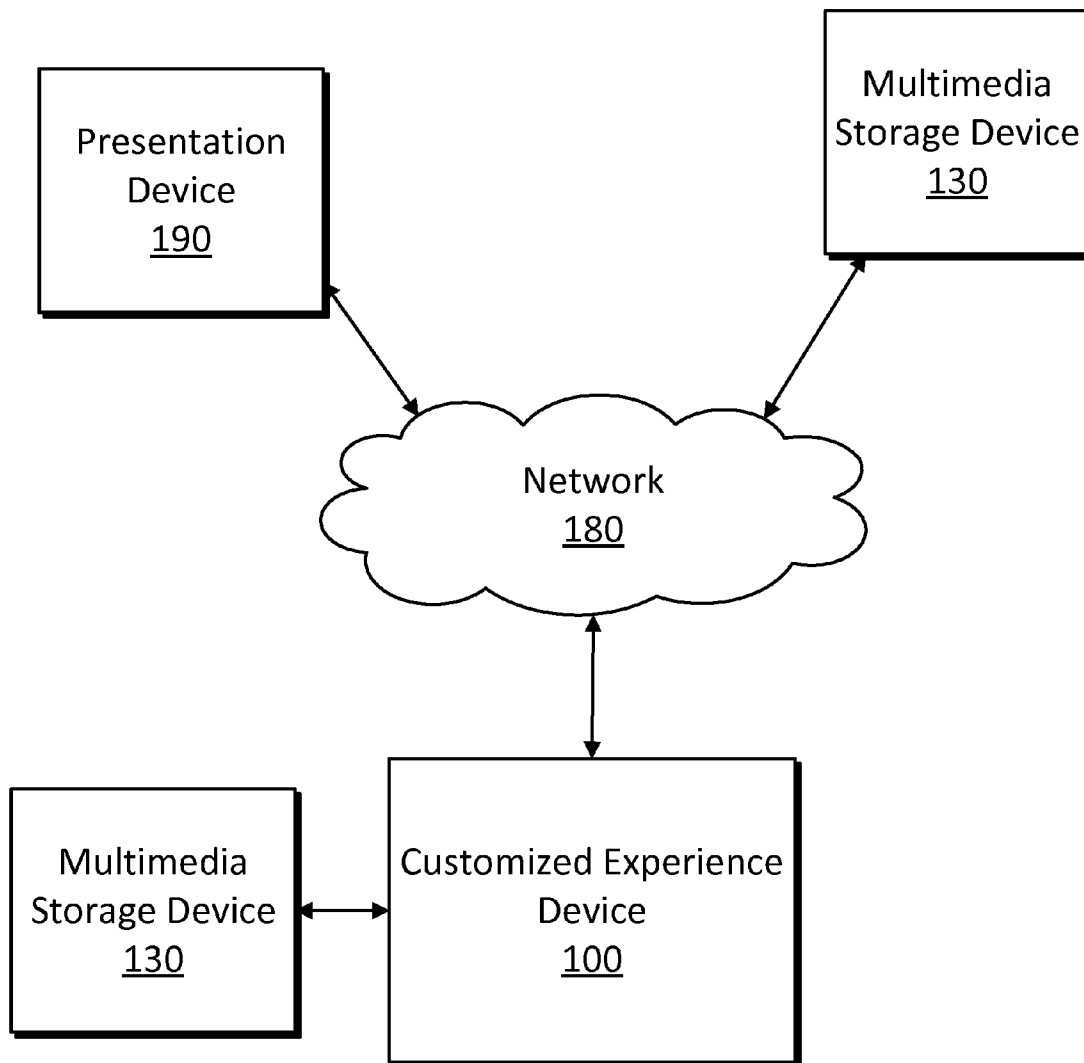 Presentation
Device
190
Multimedia
Storage Device
130
Network
180
Multimedia
Storage Device
130
Customized Experience
Device
100